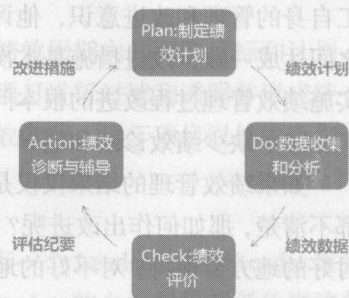 Plan:制定绩
效计划
改进措施
绩效计划
Action:绩效
诊断与辅导
Do:数据收集
和分析
评估纪要
绩效数据
Check:绩效
评价